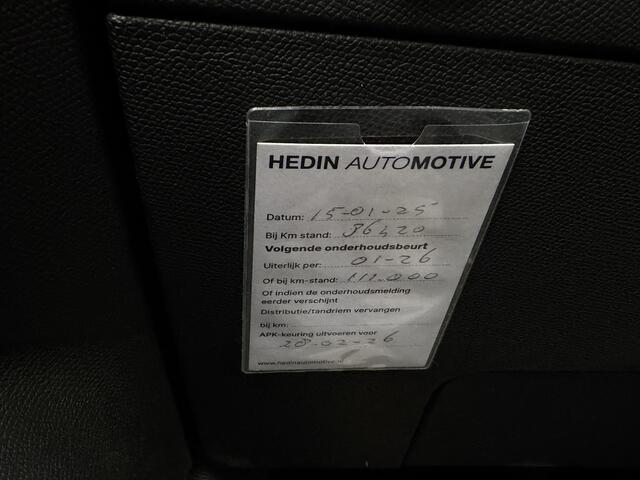 HEDIN AUTOMOTIVE
Datum: 15-01-25
Bij Km stand: 86420
Volgende onderhoudsbeurt
Uiterlijk per: 01-26
Of bij km-stand: 111.000
Of indien de onderhoudsmelding
eerder verschijnt
Distributie/tandriem vervangen
bij km:
APK-keuring uitvoeren voor
28-02-26
www.hedinautomotive.nl